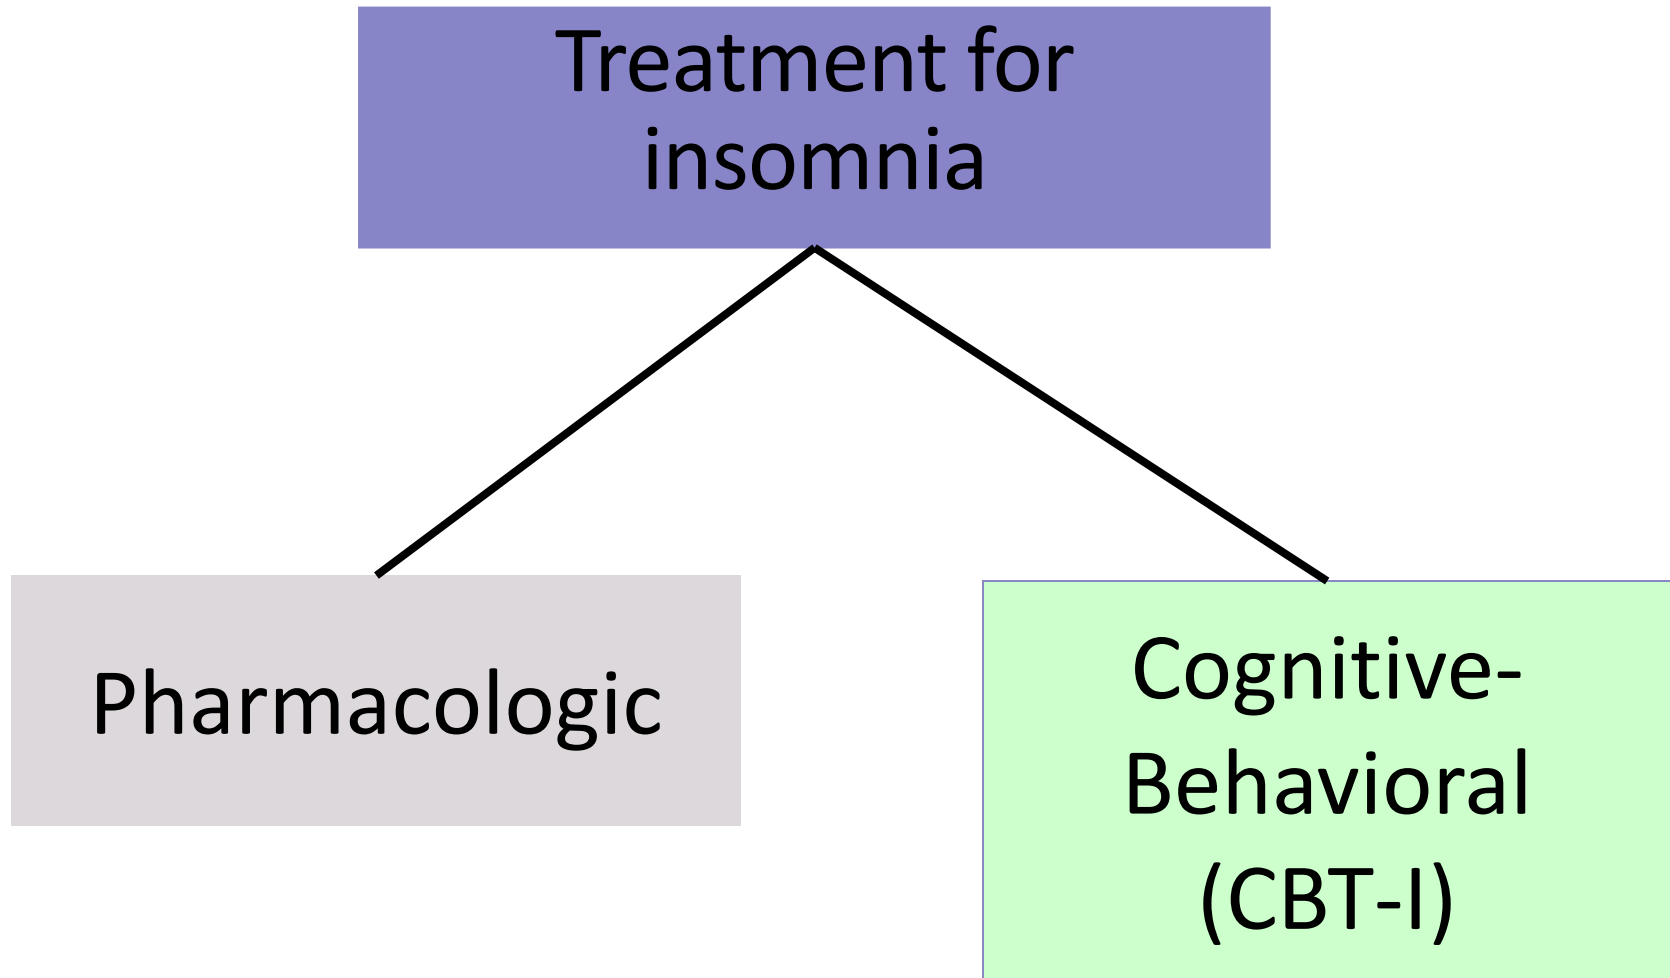 Treatment for
insomnia
Pharmacologic
Cognitive-
Behavioral
(CBT-I)